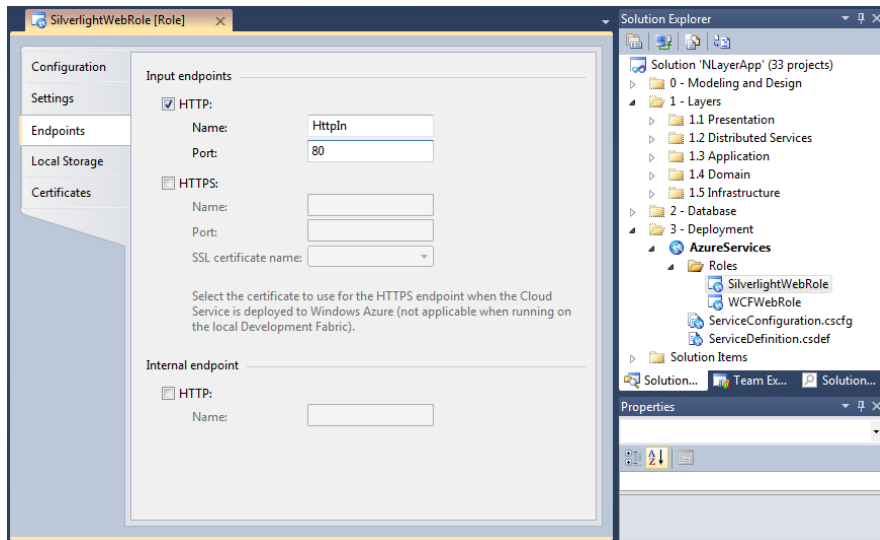 SilverlightWebRole [Role]
Configuration
Settings
Endpoints
Local Storage
Certificates
Input endpoints
HTTP:
Name: HttpIn
Port: 80
HTTPS:
Name:
Port:
SSL certificate name:
Select the certificate to use for the HTTPS endpoint when the Cloud
Service is deployed to Windows Azure (not applicable when running on
the local Development Fabric).
Internal endpoint
HTTP:
Name:
Solution Explorer
Solution 'NLayerApp' (33 projects)
0 - Modeling and Design
1 - Layers
1.1 Presentation
1.2 Distributed Services
1.3 Application
1.4 Domain
1.5 Infrastructure
2 - Database
3 - Deployment
AzureServices
Roles
SilverlightWebRole
WCFWebRole
ServiceConfiguration.cscfg
ServiceDefinition.csdef
Solution Items
Solution... Team Ex... Solution...
Properties